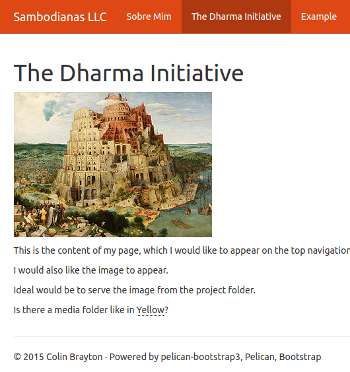 Sambodianas LLC Sobre Mim The Dharma Initiative Example
The Dharma Initiative
This is the content of my page, which I would like to appear on the top navigation
I would also like the image to appear.
Ideal would be to serve the image from the project folder.
Is there a media folder like in Yellow?
© 2015 Colin Brayton · Powered by pelican-bootstrap3, Pelican, Bootstrap